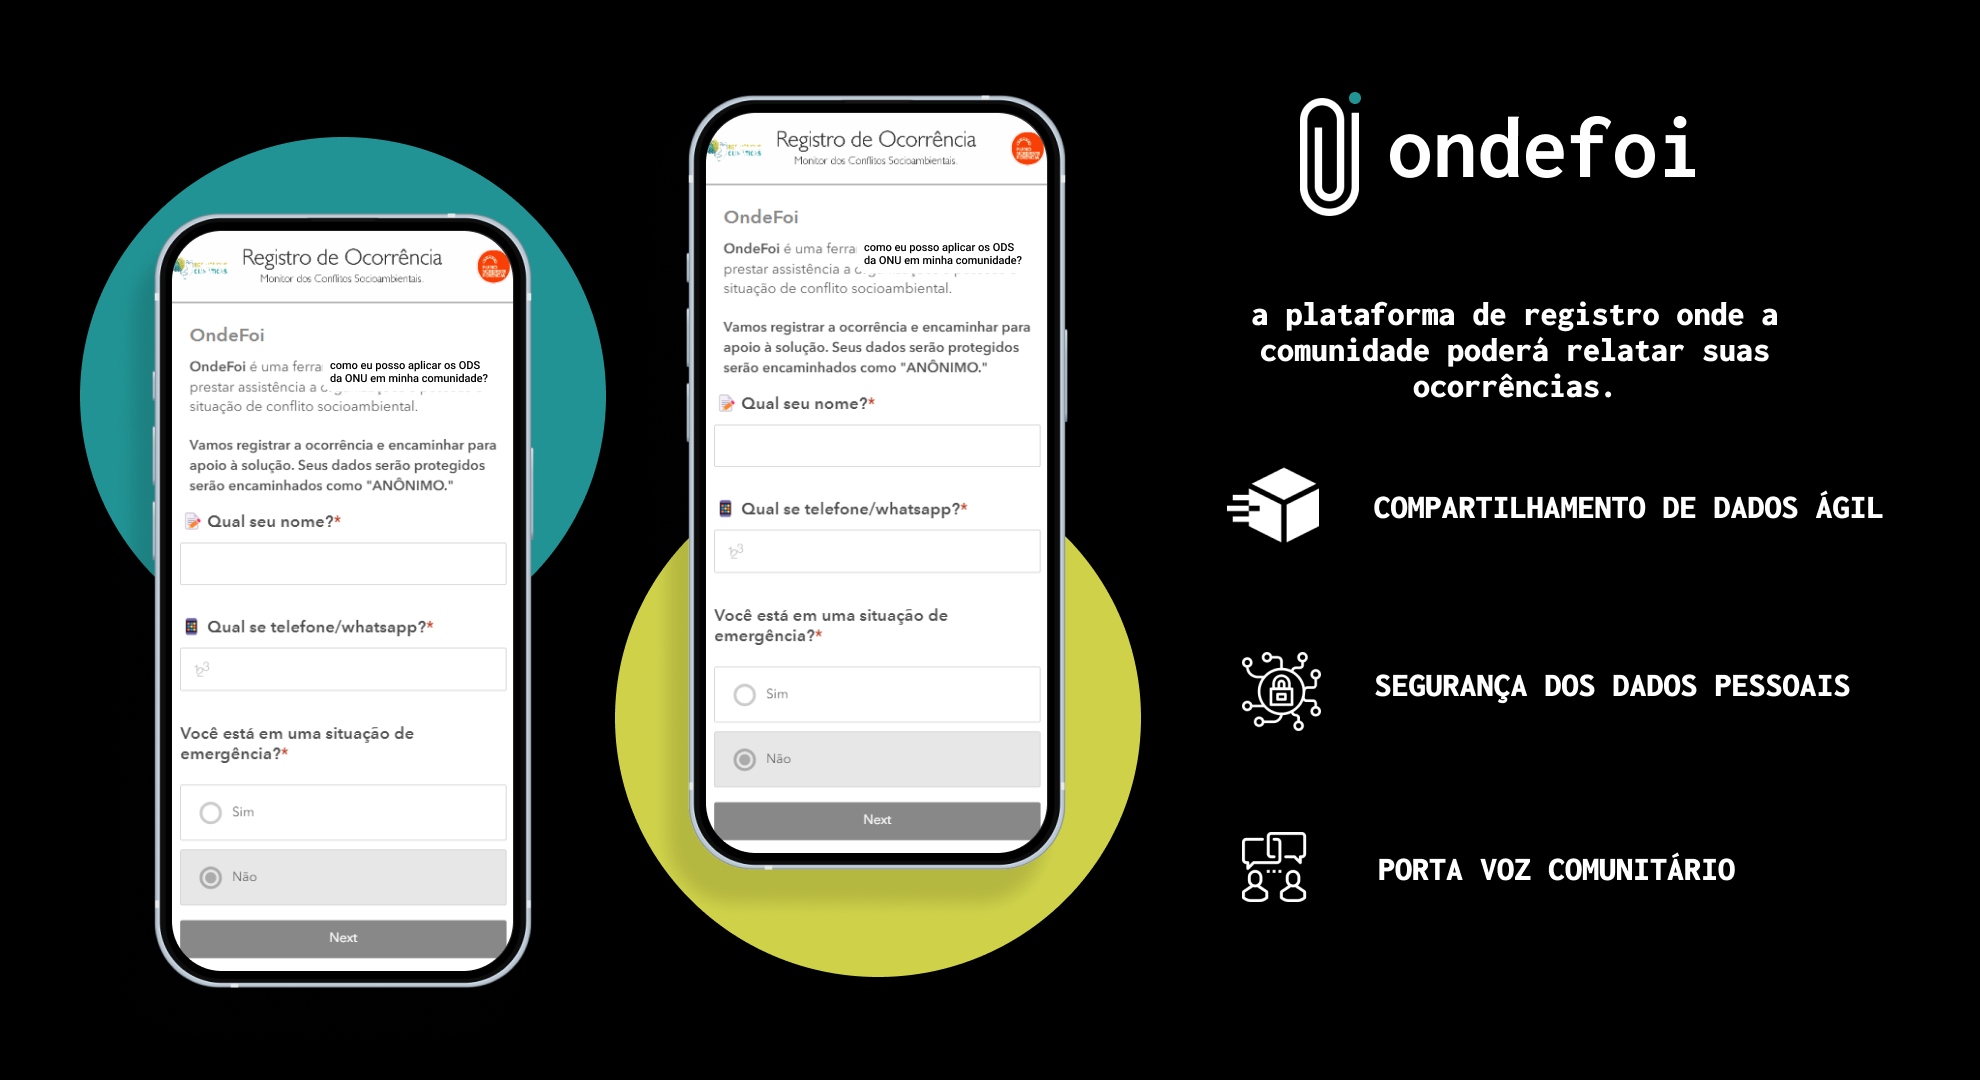 Registro de Ocorrência
Monitor dos Conflitos Socioambientais.
OndeFoi
OndeFoi é uma ferra
como eu posso aplicar os ODS
da ONU em minha comunidade?
prestar assistência a
situação de conflito socioambiental.
Vamos registrar a ocorrência e encaminhar para
apoio à solução. Seus dados serão protegidos
serão encaminhados como "ANÔNIMO."
Qual seu nome?*
Qual se telefone/whatsapp?*
123
Você está em uma situação de
emergência?*
Sim
Não
Next
Registro de Ocorrência
Monitor dos Conflitos Socioambientais.
OndeFoi
OndeFoi é uma ferra
como eu posso aplicar os ODS
da ONU em minha comunidade?
prestar assistência a
situação de conflito socioambiental.
Vamos registrar a ocorrência e encaminhar para
apoio à solução. Seus dados serão protegidos
serão encaminhados como "ANÔNIMO."
Qual seu nome?*
Qual se telefone/whatsapp?*
123
Você está em uma situação de
emergência?*
Sim
Não
Next
ondefoi
a plataforma de registro onde a
comunidade poderá relatar suas
ocorrências.
COMPARTILHAMENTO DE DADOS ÁGIL
SEGURANÇA DOS DADOS PESSOAIS
PORTA VOZ COMUNITÁRIO